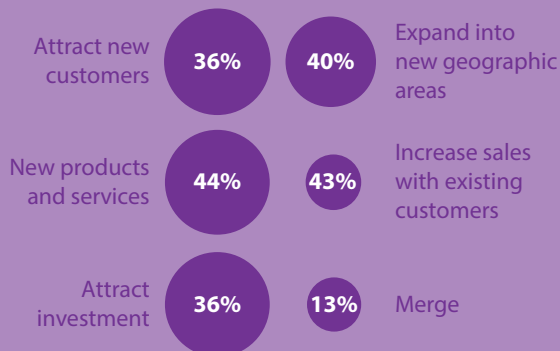 Attract new
customers
36%
40%
Expand into
new geographic
areas
New products
and services
44%
43%
Increase sales
with existing
customers
Attract
investment
36%
13%
Merge